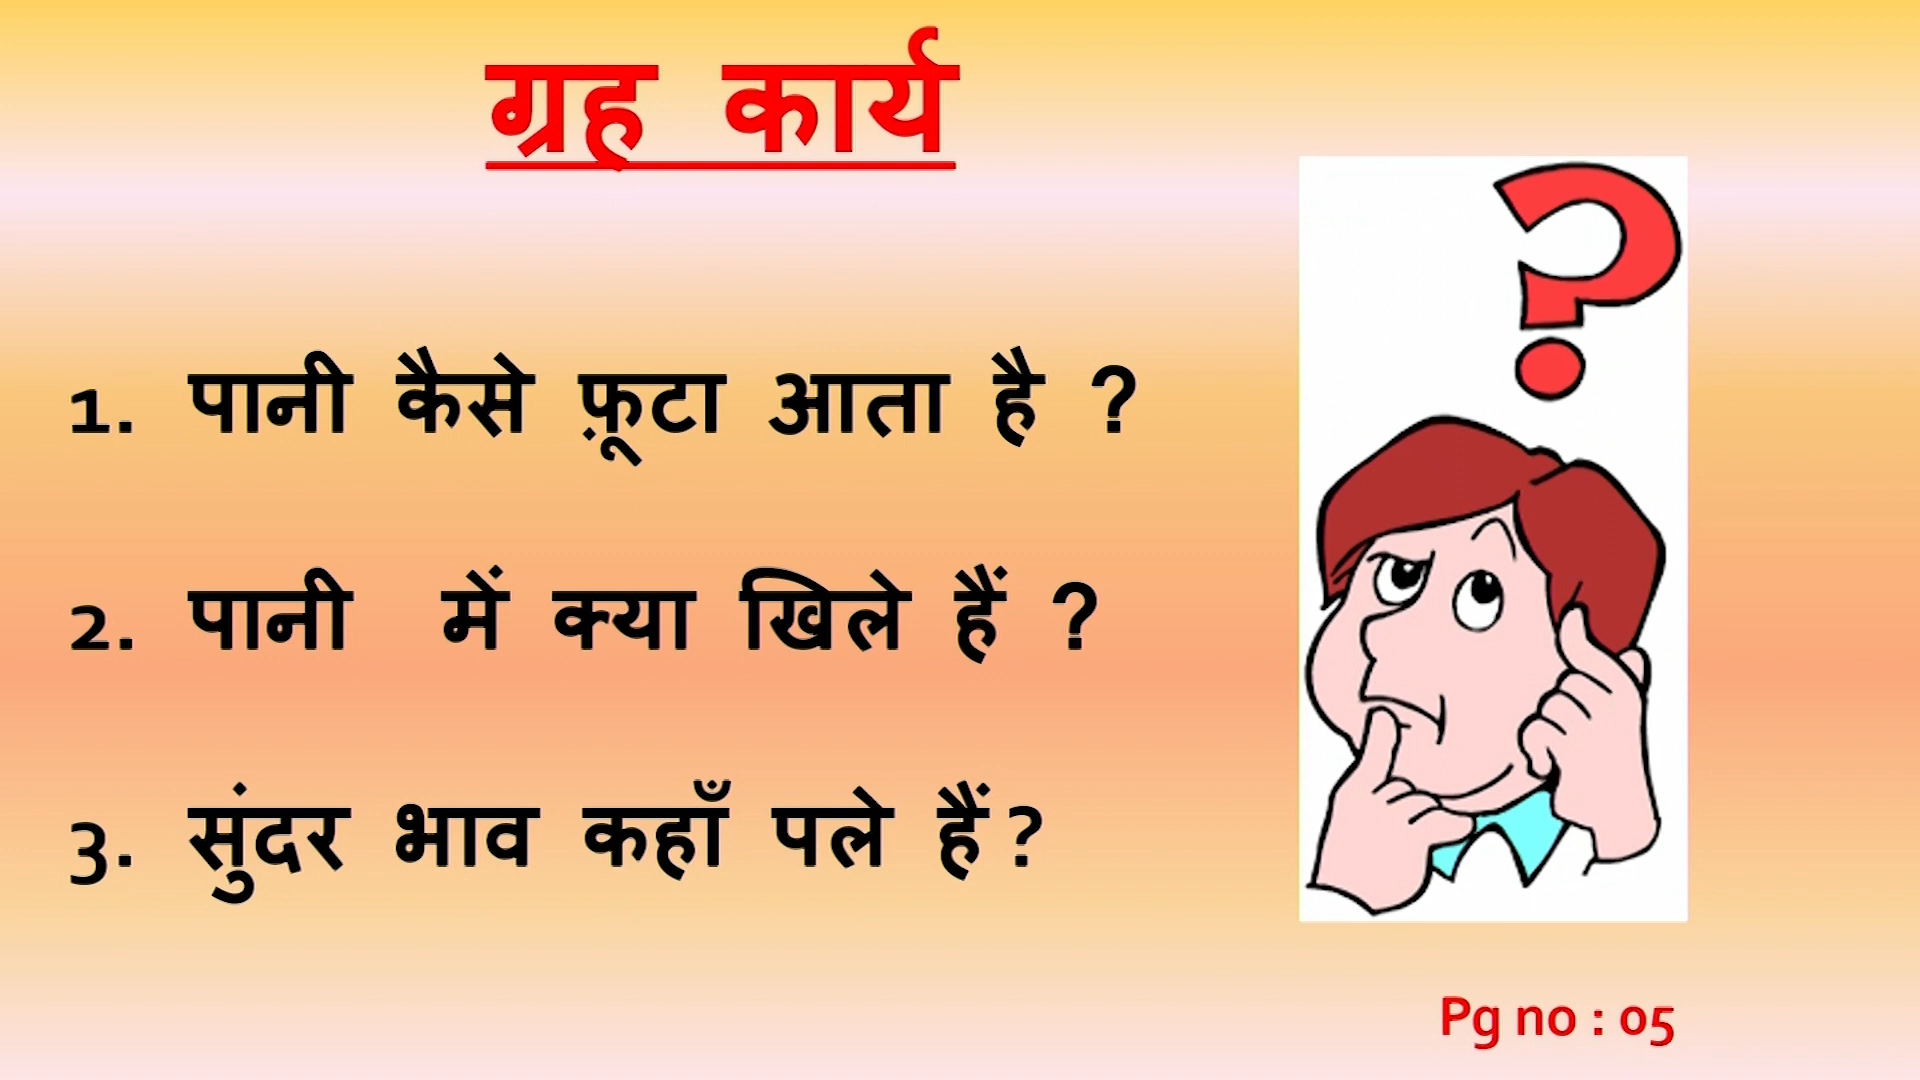 ग्रह कार्य
1. पानी कैसे फ़ूटा आता है ?
2. पानी में क्या खिले हैं ?
3. सुंदर भाव कहाँ पले हैं ?
Pg no : 05